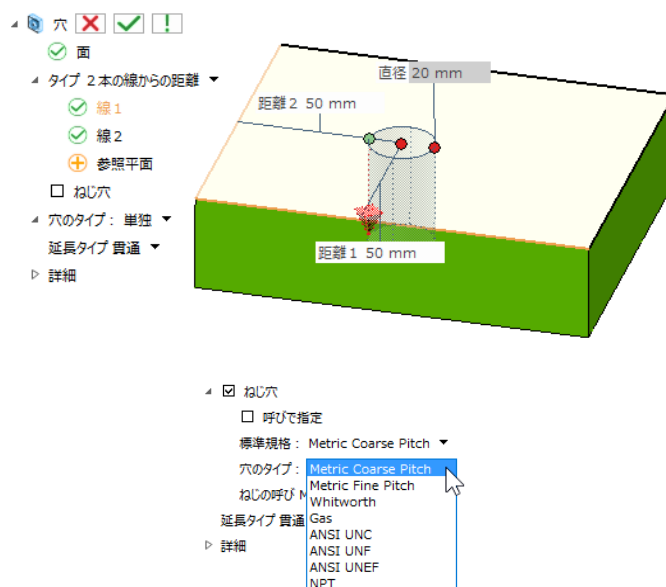 穴
面
タイプ 2本の線からの距離
線1
線2
参照平面
ねじ穴
穴のタイプ： 単独
延長タイプ 貫通
詳細
直径 20 mm
距離2 50 mm
距離1 50 mm
ねじ穴
呼びで指定
標準規格： Metric Coarse Pitch
穴のタイプ： Metric Coarse Pitch
Metric Fine Pitch
ねじの呼び M
Whitworth
延長タイプ 貫通
Gas
ANSI UNC
詳細
ANSI UNF
ANSI UNEF
NPT